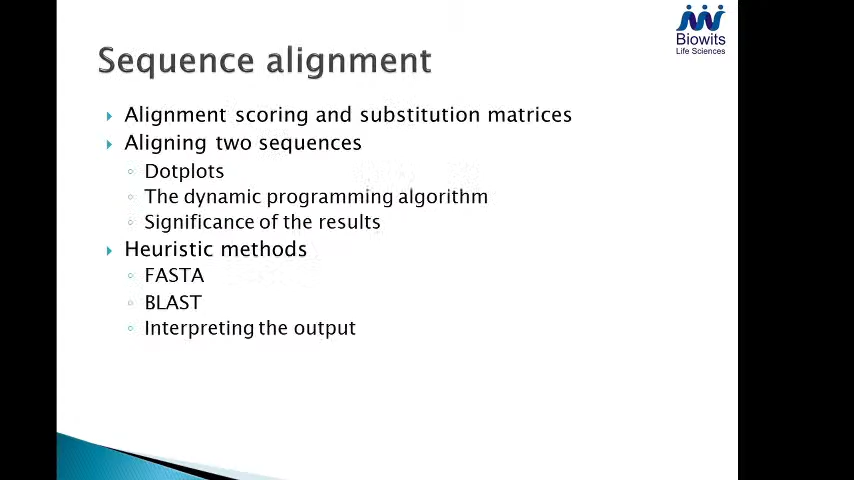 Biowits
Life Sciences
Sequence alignment
Alignment scoring and substitution matrices
Aligning two sequences
Dotplots
The dynamic programming algorithm
Significance of the results
Heuristic methods
FASTA
BLAST
Interpreting the output